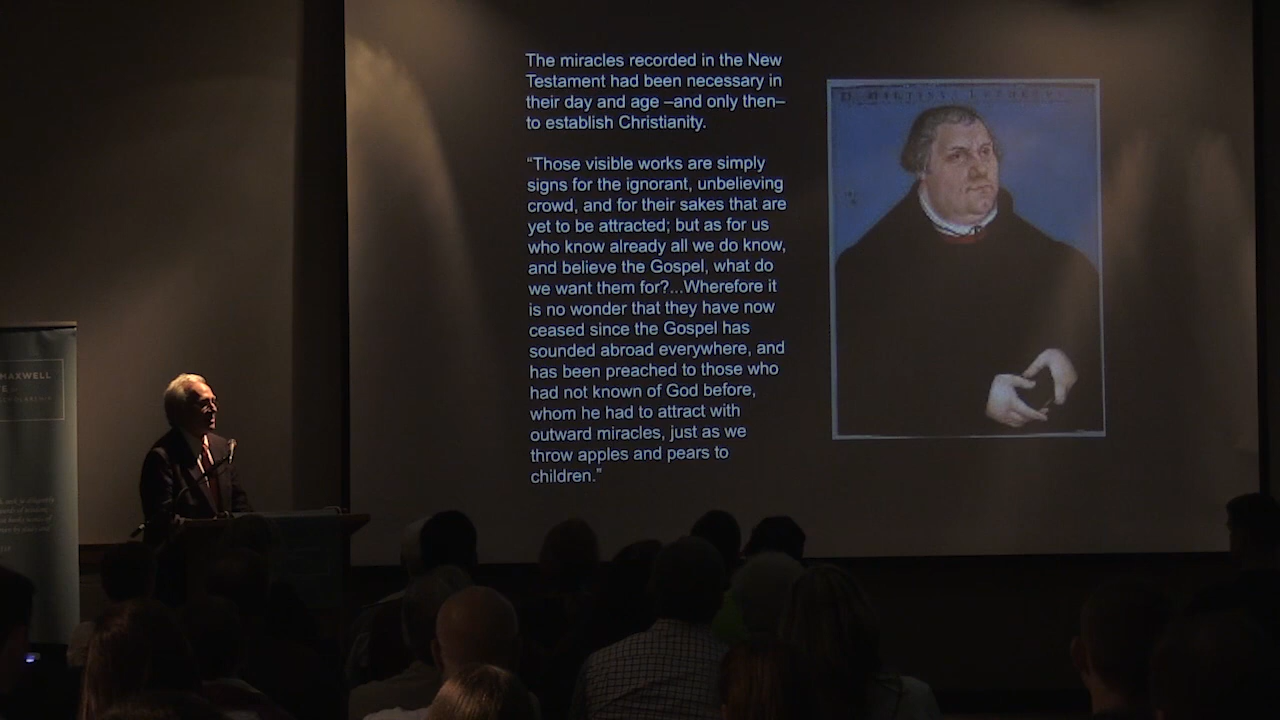 The miracles recorded in the New
Testament had been necessary in
their day and age –and only then–
to establish Christianity.
“Those visible works are simply
signs for the ignorant, unbelieving
crowd, and for their sakes that are
yet to be attracted; but as for us
who know already all we do know,
and believe the Gospel, what do
we want them for?...Wherefore it
is no wonder that they have now
ceased since the Gospel has
sounded abroad everywhere, and
has been preached to those who
had not known of God before,
whom he had to attract with
outward miracles, just as we
throw apples and pears to
children.”
MAXWELL